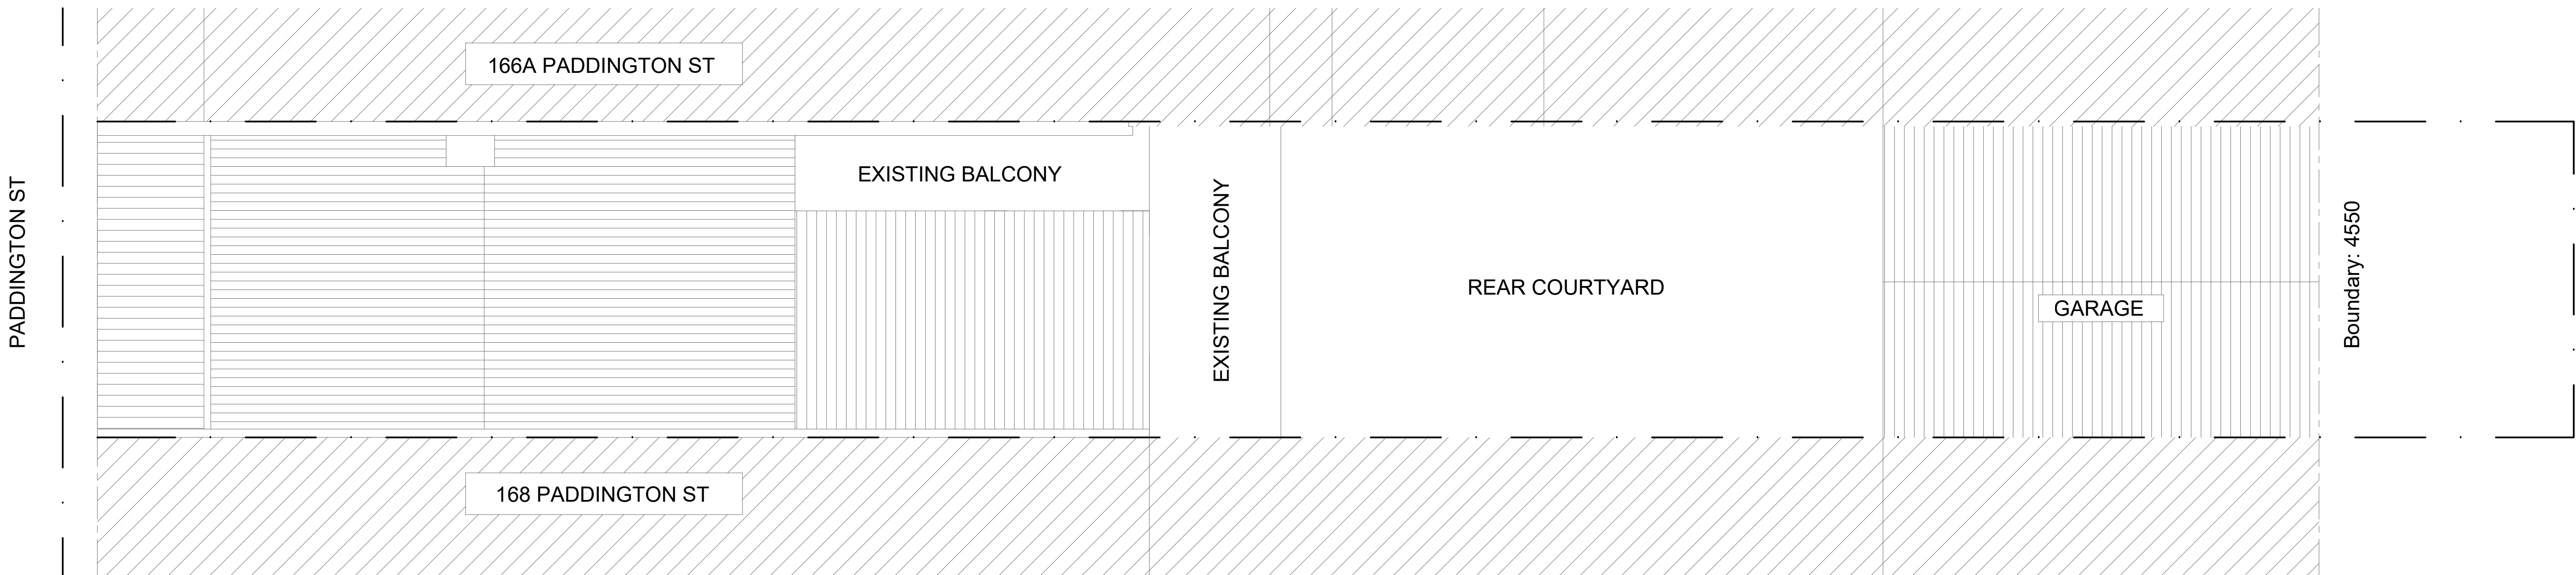 PADDINGTON ST
166A PADDINGTON ST
EXISTING BALCONY
EXISTING BALCONY
REAR COURTYARD
GARAGE
Boundary: 4550
168 PADDINGTON ST